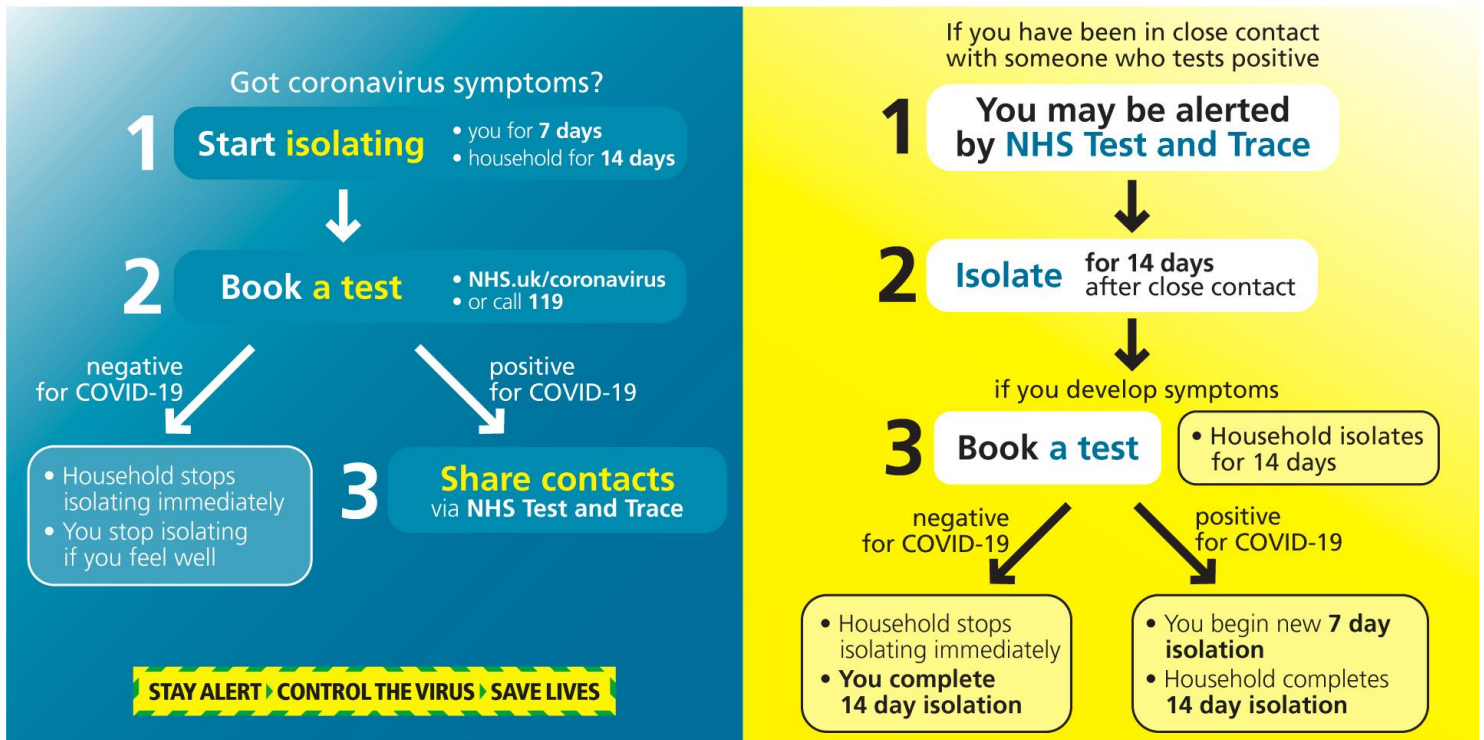 Got coronavirus symptoms?
1
Start isolating
• you for 7 days
• household for 14 days
2
Book a test
• NHS.uk/coronavirus
• or call 119
negative
for COVID-19
positive
for COVID-19
• Household stops
isolating immediately
• You stop isolating
if you feel well
3
Share contacts
via NHS Test and Trace
STAY ALERT CONTROL THE VIRUS SAVE LIVES
If you have been in close contact
with someone who tests positive
1
You may be alerted
by NHS Test and Trace
2
Isolate
for 14 days
after close contact
if you develop symptoms
3
Book a test
• Household isolates
for 14 days
negative
for COVID-19
positive
for COVID-19
• Household stops
isolating immediately
• You complete
14 day isolation
• You begin new 7 day
isolation
• Household completes
14 day isolation